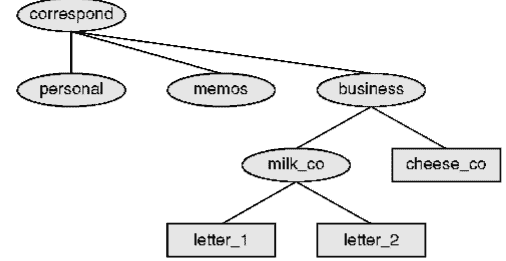 correspond
personal
memos
business
milk_co
cheese_co
letter_1
letter_2